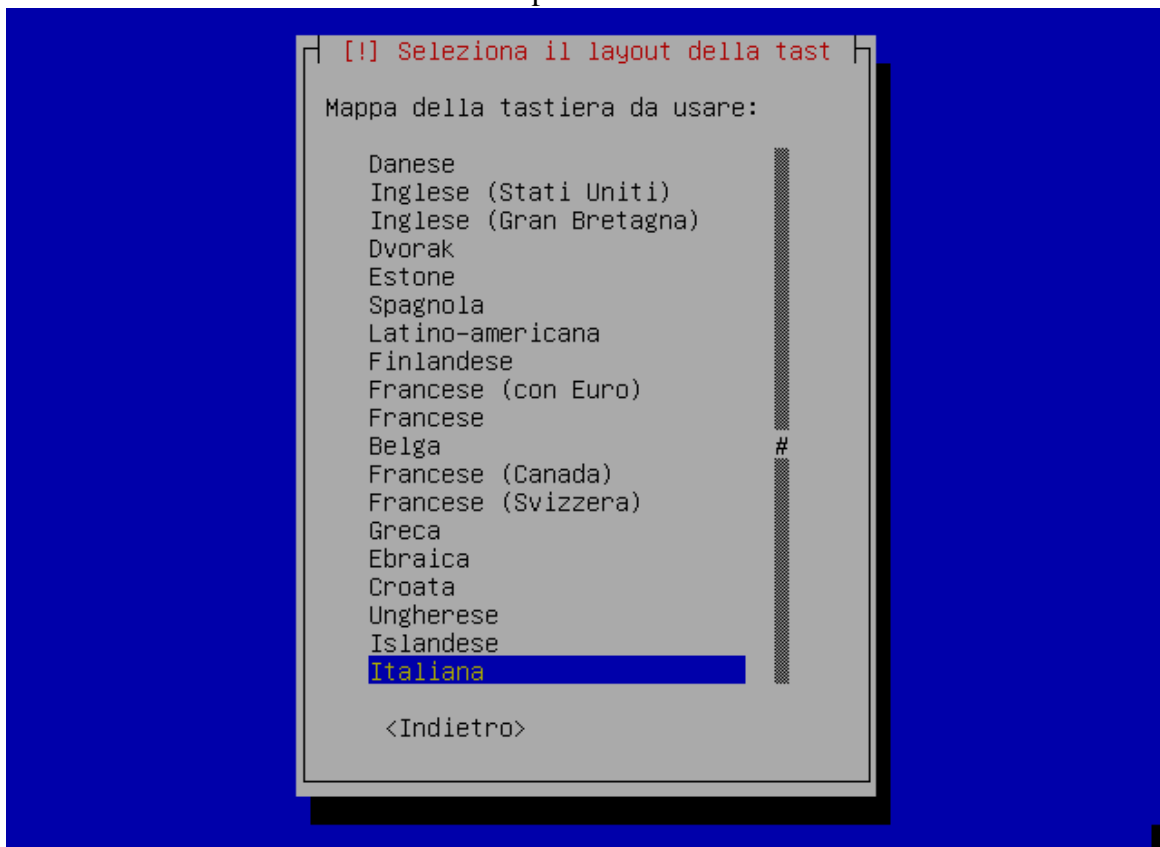 [!] Seleziona il layout della tast
Mappa della tastiera da usare:
Danese
Inglese (Stati Uniti)
Inglese (Gran Bretagna)
Dvorak
Estone
Spagnola
Latino-americana
Finlandese
Francese (con Euro)
Francese
Belga #
Francese (Canada)
Francese (Svizzera)
Greca
Ebraica
Croata
Ungherese
Islandese
Italiana
<Indietro>